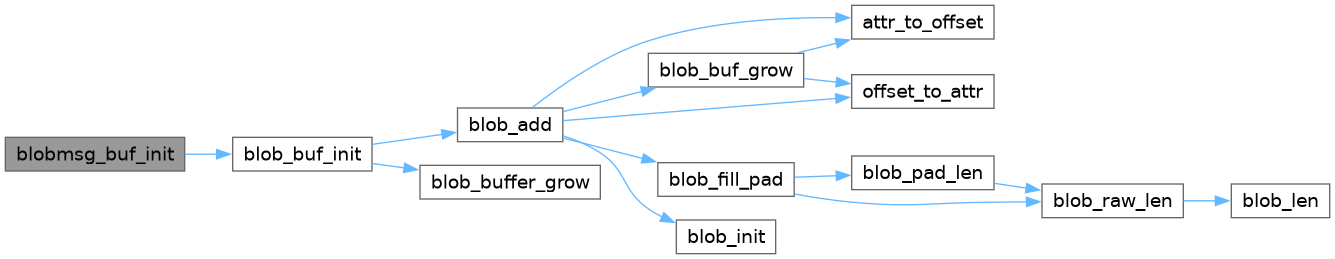 blobmsg_buf_init
blob_buf_init
blob_add
blob_buffer_grow
blob_buf_grow
attr_to_offset
offset_to_attr
blob_fill_pad
blob_init
blob_pad_len
blob_raw_len
blob_len